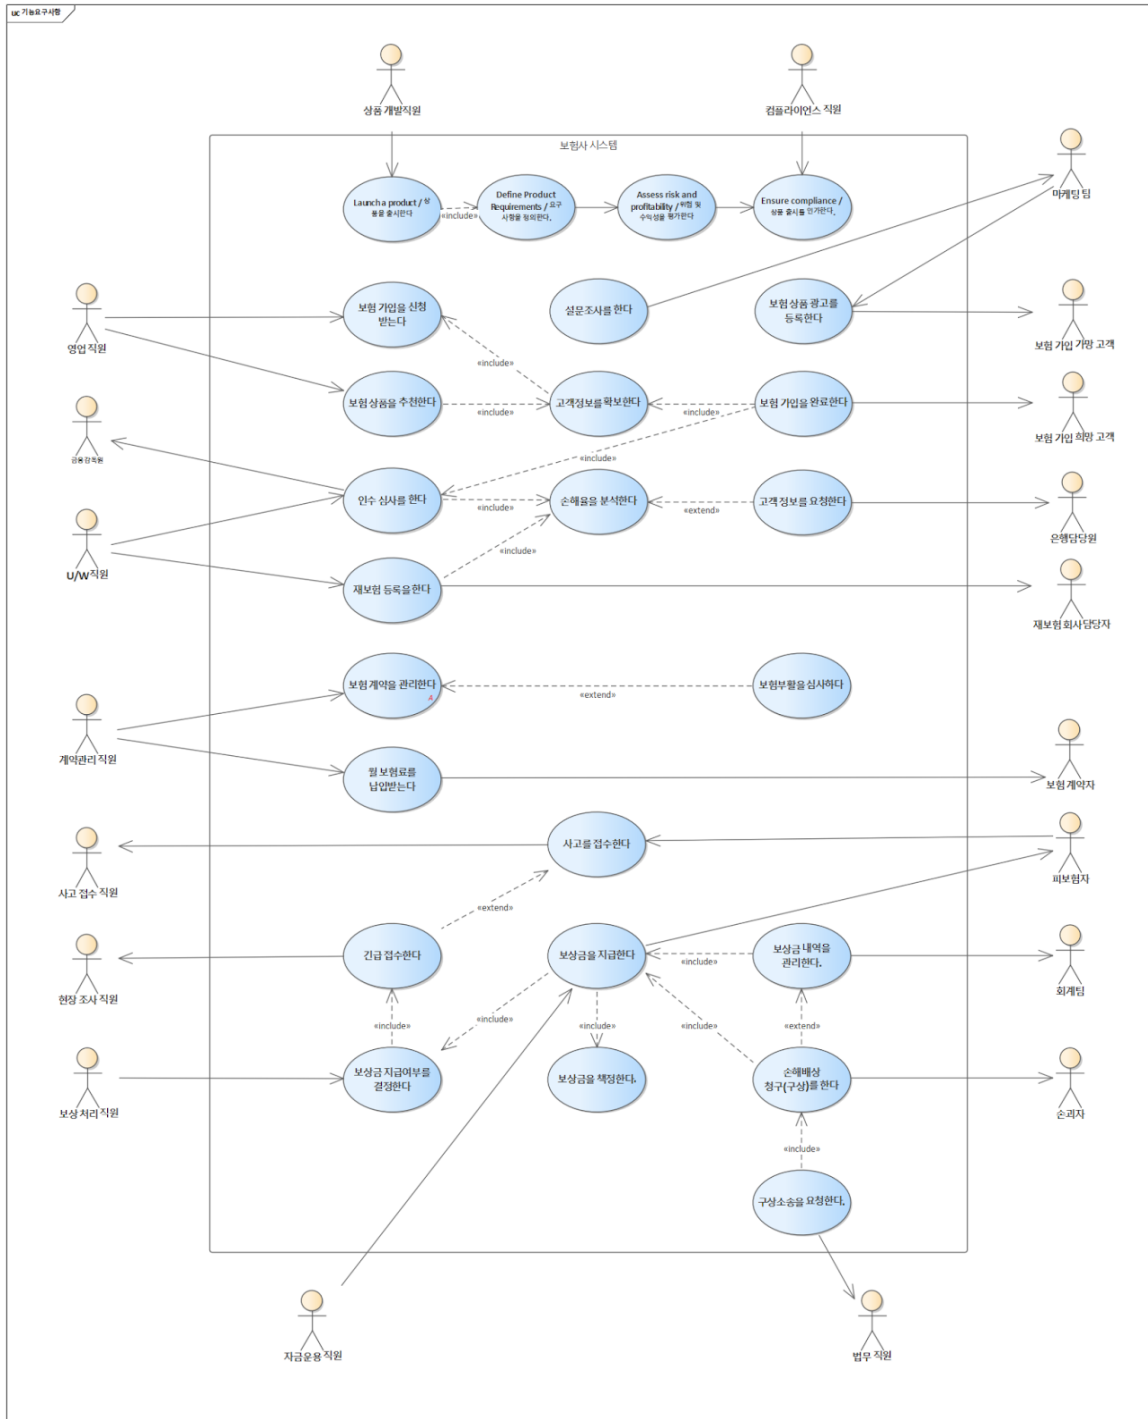 uc 기능요구사항
상품 개발직원
컴플라이언스 직원
보험사 시스템
마케팅 팀
Launch a product / 상
품을 출시한다
«include»
Define Product
Requirements / 요구
사항을 정의한다.
Assess risk and
profitability / 위험 및
수익성을 평가한다
Ensure compliance /
상품 출시를 인가한다.
영업 직원
보험 가입을 신청
받는다
설문조사를 한다
보험 상품 광고를
등록한다
보험 가입 가망 고객
«include»
금융감독원
보험 상품을 추천한다
«include»
고객정보를 확보한다
«include»
보험 가입을 완료한다
보험 가입 희망 고객
«include»
U/W직원
인수 심사를 한다
«include»
손해율을 분석한다
«extend»
고객 정보를 요청한다
은행담당원
«include»
재보험 등록을 한다
재보험 회사 담당자
계약관리 직원
보험 계약을 관리한다
«extend»
보험부활을 심사하다
월 보험료를
납입받는다
보험 계약자
사고 접수 직원
사고를 접수한다
피보험자
«extend»
현장 조사 직원
긴급 접수한다
보상금을 지급한다
«include»
보상금 내역을
관리한다.
회계팀
«include»
«include»
«include»
«include»
«extend»
보상 처리 직원
보상금 지급여부를
결정한다
보상금을 책정한다.
손해배상
청구(구상)를 한다
손괴자
«include»
구상소송을 요청한다.
자금운용 직원
법무 직원